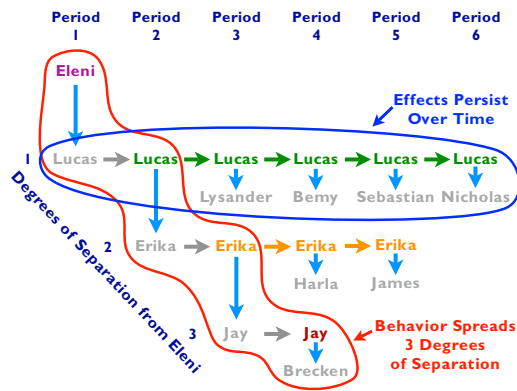 Period Period Period Period Period Period
1 2 3 4 5 6
Eleni
Effects Persist
Over Time
1 Lucas Lucas Lucas Lucas Lucas Lucas
Lysander Bemy Sebastian Nicholas
Degrees of Separation from Eleni
2 Erika Erika Erika Erika
Harla James
3 Jay Jay
Brecken
Behavior Spreads
3 Degrees
of Separation